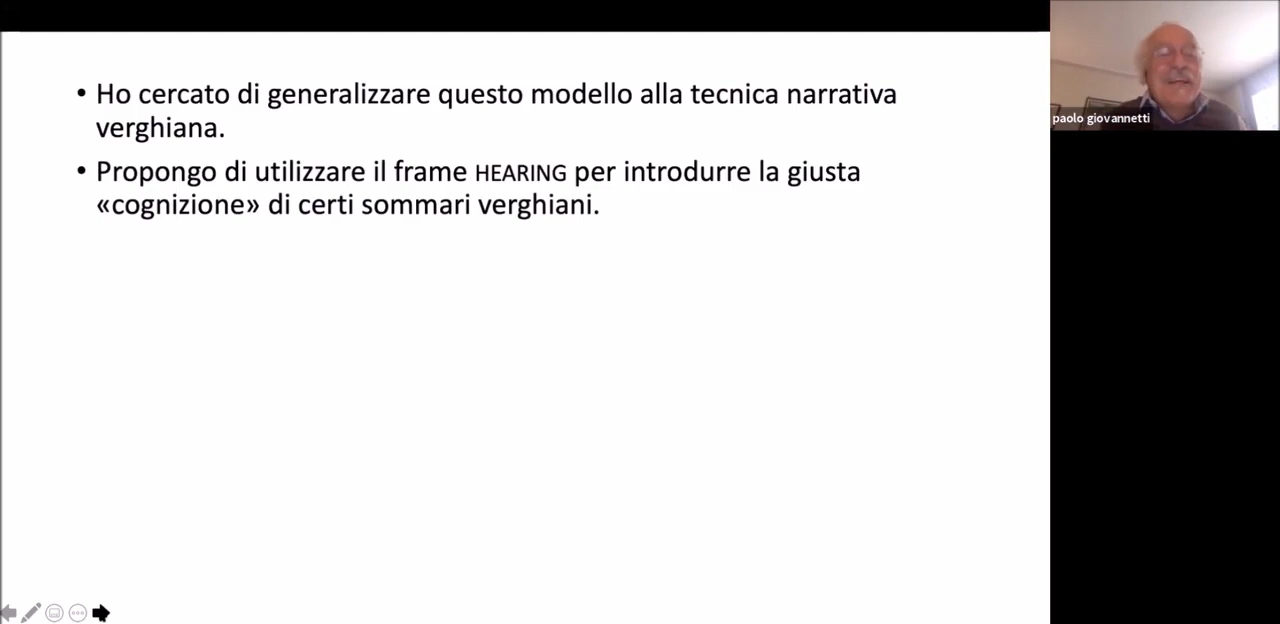 • Ho cercato di generalizzare questo modello alla tecnica narrativa
verghiana.
• Propongo di utilizzare il frame HEARING per introdurre la giusta
«cognizione» di certi sommari verghiani.
paolo giovannetti